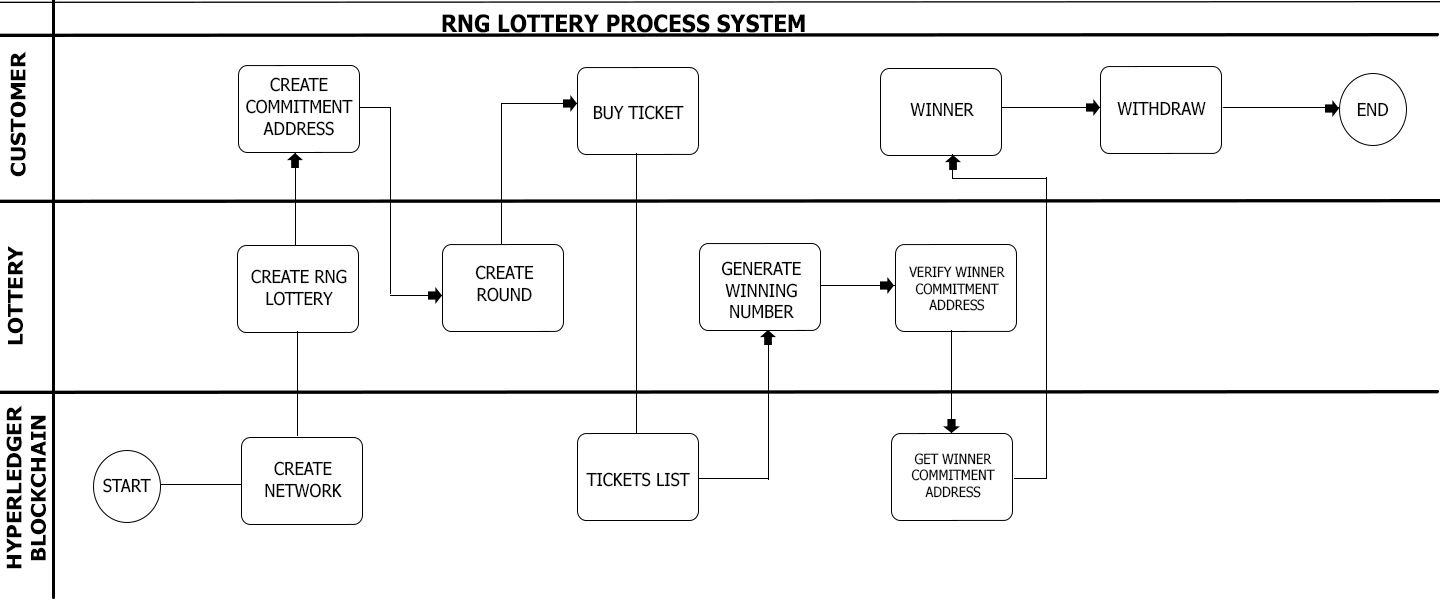 RNG LOTTERY PROCESS SYSTEM
CUSTOMER
CREATE
COMMITMENT
ADDRESS
BUY TICKET
WINNER
WITHDRAW
END
LOTTERY
CREATE RNG
LOTTERY
CREATE
ROUND
GENERATE
WINNING
NUMBER
VERIFY WINNER
COMMITMENT
ADDRESS
HYPERLEDGER
BLOCKCHAIN
START
CREATE
NETWORK
TICKETS LIST
GET WINNER
COMMITMENT
ADDRESS